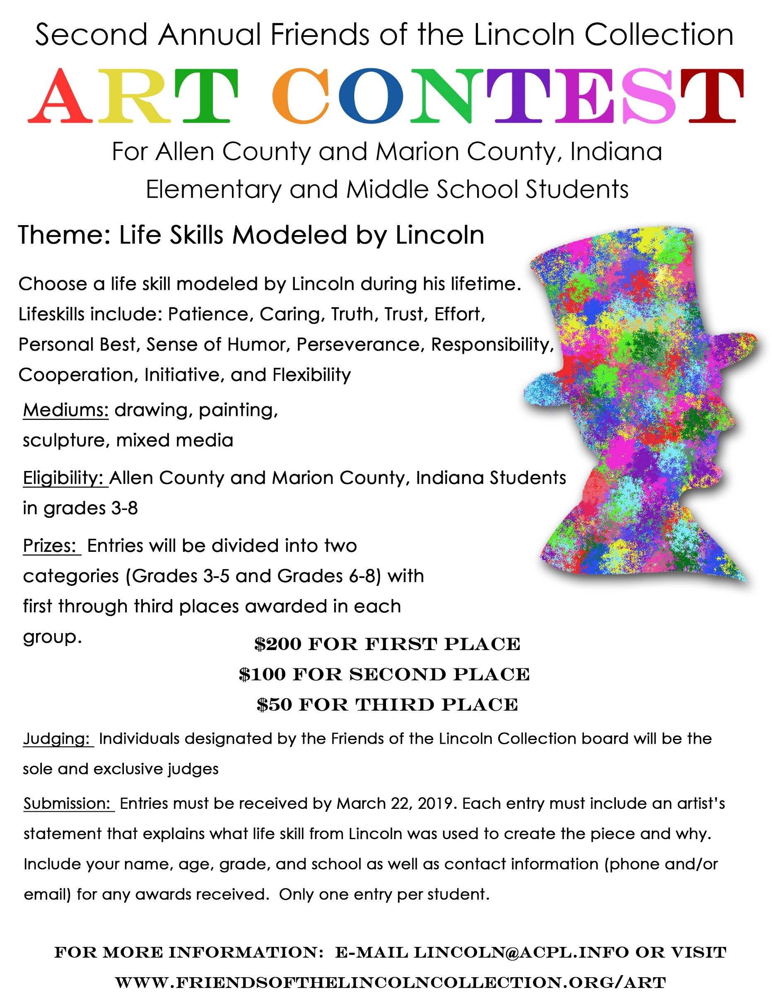 Second Annual Friends of the Lincoln Collection
ART CONTEST
For Allen County and Marion County, Indiana
Elementary and Middle School Students
Theme: Life Skills Modeled by Lincoln
Choose a life skill modeled by Lincoln during his lifetime.
Lifeskills include: Patience, Caring, Truth, Trust, Effort,
Personal Best, Sense of Humor, Perseverance, Responsibility,
Cooperation, Initiative, and Flexibility
Mediums: drawing, painting,
sculpture, mixed media
Eligibility: Allen County and Marion County, Indiana Students
in grades 3-8
Prizes: Entries will be divided into two
categories (Grades 3-5 and Grades 6-8) with
first through third places awarded in each
group.
$200 FOR FIRST PLACE
$100 FOR SECOND PLACE
$50 FOR THIRD PLACE
Judging: Individuals designated by the Friends of the Lincoln Collection board will be the
sole and exclusive judges
Submission: Entries must be received by March 22, 2019. Each entry must include an artist’s
statement that explains what life skill from Lincoln was used to create the piece and why.
Include your name, age, grade, and school as well as contact information (phone and/or
email) for any awards received. Only one entry per student.
FOR MORE INFORMATION: E-MAIL LINCOLN@ACPL.INFO OR VISIT
WWW.FRIENDSOFTHELINCOLNCOLLECTION.ORG/ART